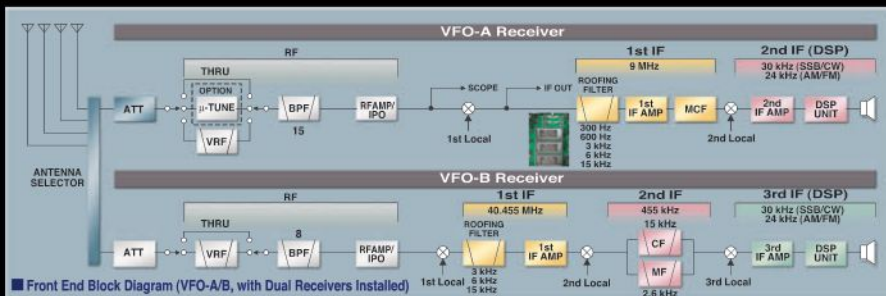 VFO-A Receiver
RF
1st IF
2nd IF (DSP)
9 MHz
30 kHz (SSB/CW)
24 kHz (AM/FM)
THRU
OPTION
μ-TUNE
VRF
ATT
BPF
15
RFAMP/
IPO
SCOPE
1st Local
IF OUT
ROOFING
FILTER
300 Hz
600 Hz
3 kHz
6 kHz
15 kHz
1st
IF AMP
MCF
2nd Local
2nd
IF AMP
DSP
UNIT
ANTENNA
SELECTOR
VFO-B Receiver
RF
1st IF
2nd IF
3rd IF (DSP)
40.455 MHz
455 kHz
30 kHz (SSB/CW)
24 kHz (AM/FM)
THRU
ATT
VRF
8
BPF
RFAMP/
IPO
1st Local
ROOFING
FILTER
3 kHz
6 kHz
15 kHz
1st
IF AMP
2nd Local
15 kHz
CF
MF
2.6 kHz
3rd Local
3rd
IF AMP
DSP
UNIT
Front End Block Diagram (VFO-A/B, with Dual Receivers Installed)